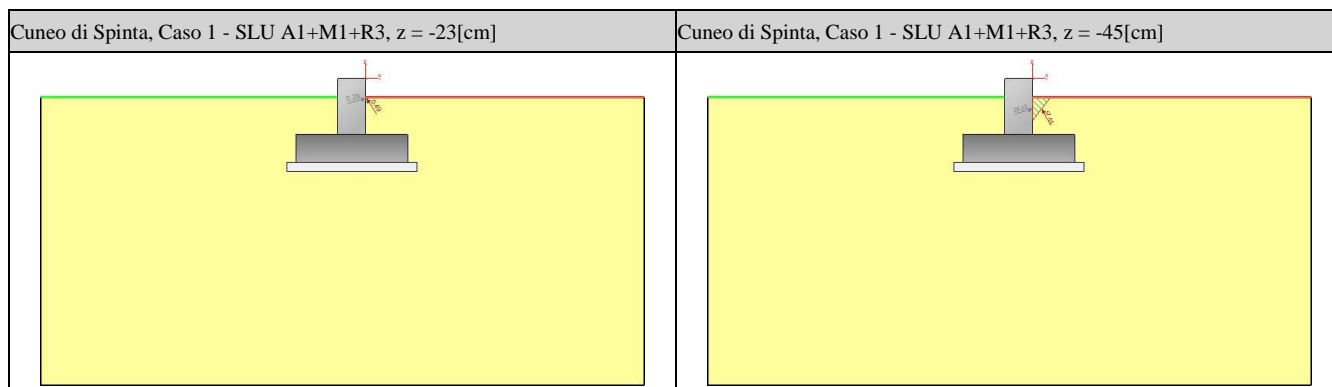 Cuneo di Spinta, Caso 1 - SLU A1+M1+R3, z = -23[cm]
Cuneo di Spinta, Caso 1 - SLU A1+M1+R3, z = -45[cm]